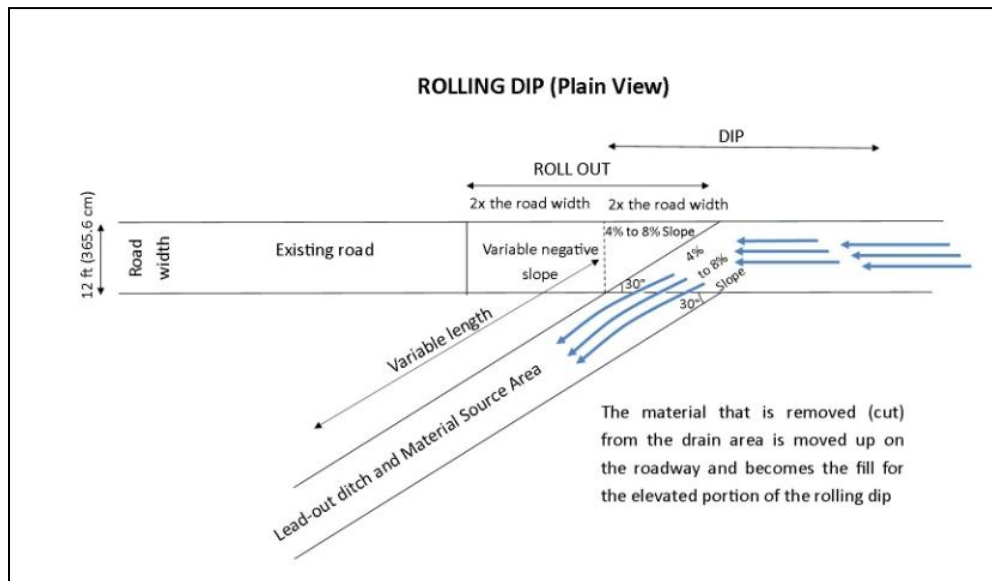 ROLLING DIP (Plain View)
DIP
ROLL OUT
2x the road width
2x the road width
12 ft (365.6 cm)
Road
width
Existing road
Variable negative
slope
4% to 8% Slope
4%
to 8%
Slope
30°
30°
Variable length
Lead-out ditch and Material Source Area
The material that is removed (cut)
from the drain area is moved up on
the roadway and becomes the fill for
the elevated portion of the rolling dip